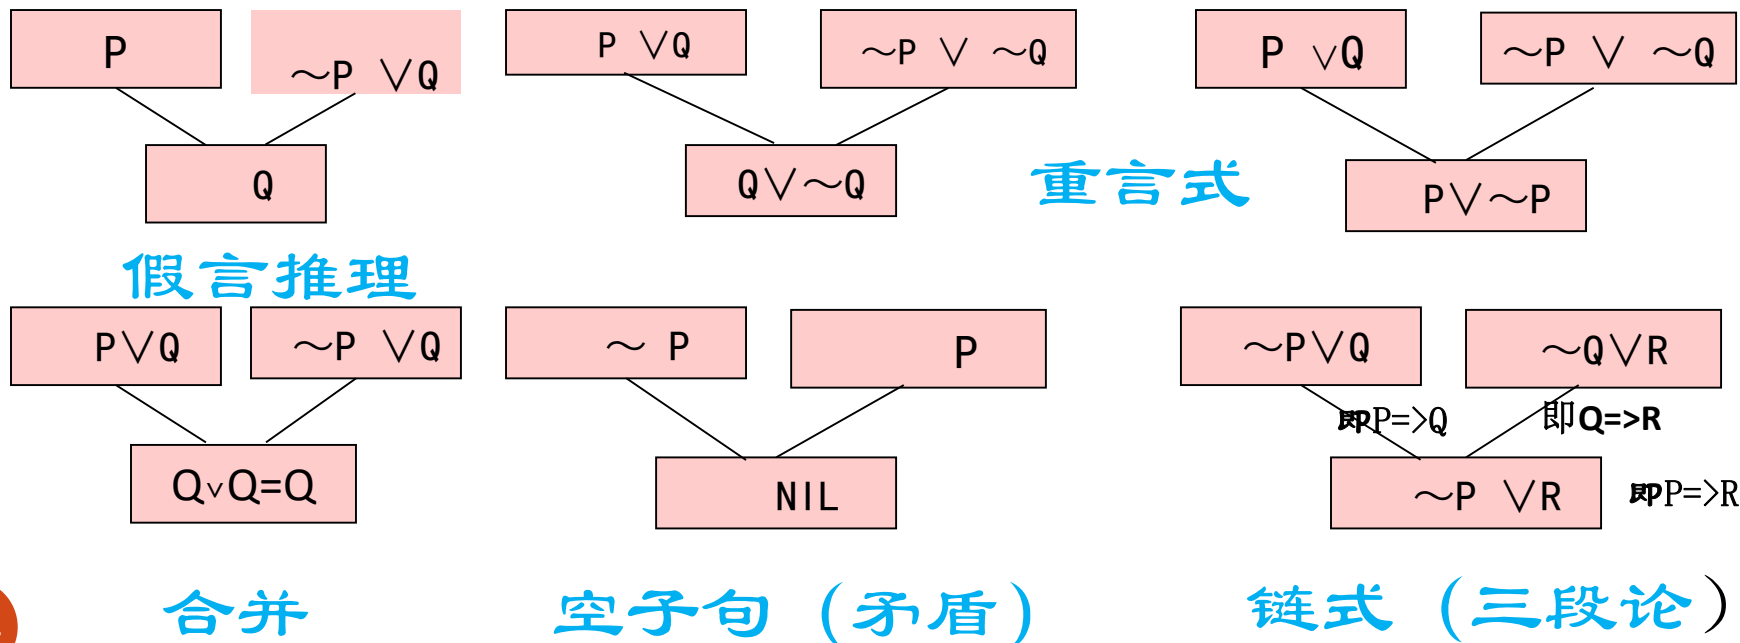 P
～P ∨Q
Q
假言推理
P ∨Q
～P ∨ ～Q
Q∨～Q
重言式
P ∨Q
～P ∨ ～Q
P∨～P
P∨Q
～P ∨Q
Q∨Q=Q
合并
～ P
P
NIL
空子句（矛盾）
～P∨Q
～Q∨R
即P=>Q
即Q=>R
～P ∨R
即P=>R
链式（三段论）